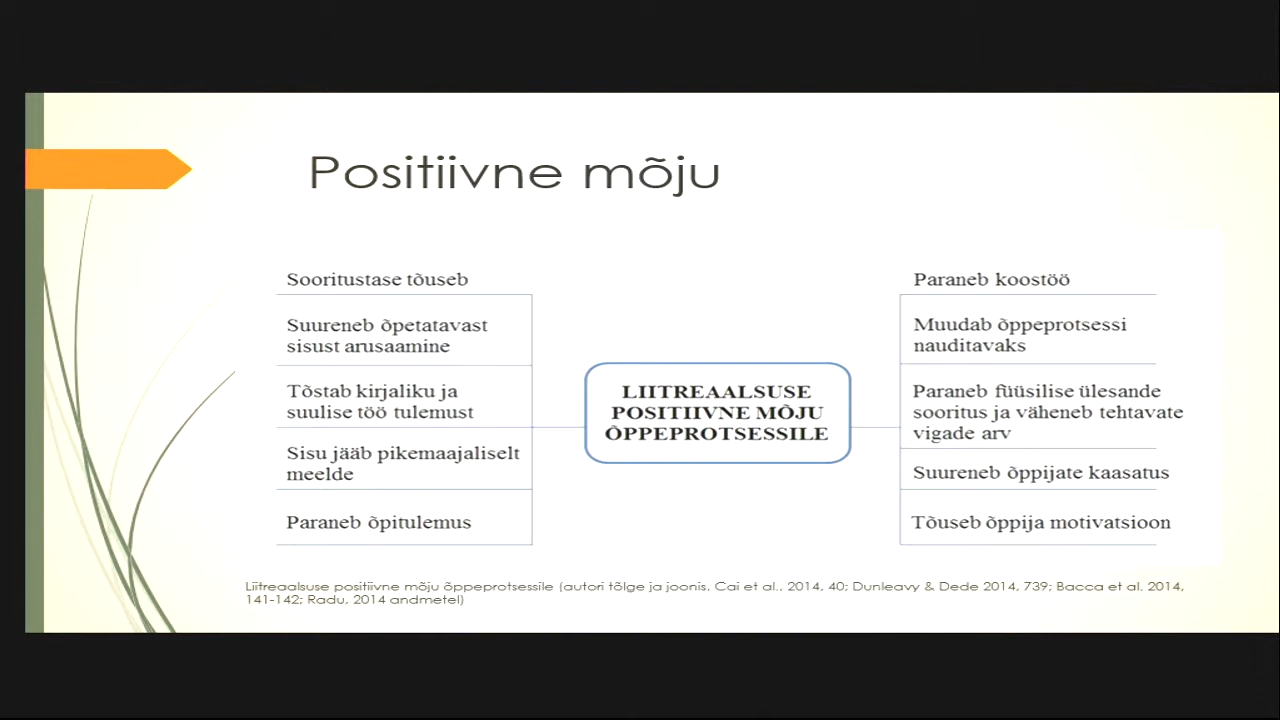 Positiivne mõju
Sooritustase tõuseb
Suureneb õpetatavast
sisust arusaamine
Tõstab kirjaliku ja
suulise töö tulemust
Sisu jääb pikemaajaliselt
meelde
Paraneb õpitulemus
LIITREAALSUSE
POSITIIVNE MÕJU
ÕPPEPROTSESSILE
Paraneb koostöö
Muudab õppeprotsessi
nauditavaks
Paraneb füüsilise ülesande
sooritus ja väheneb tehtavate
vigade arv
Suureneb õppijate kaasatus
Tõuseb õppija motivatsioon
Liitreaalsuse positiivne mõju õppeprotsessile (autori tõlge ja joonis, Cai et al., 2014, 40; Dunleavy & Dede 2014, 739; Bacca et al. 2014,
141-142; Radu, 2014 andmetel)